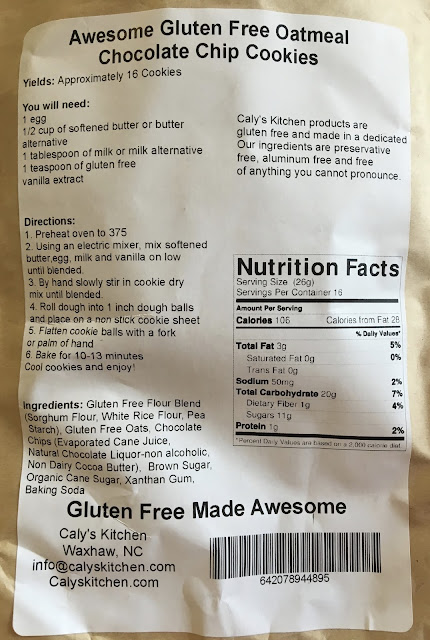 Awesome Gluten Free Oatmeal
Chocolate Chip Cookies
Yields: Approximately 16 Cookies
You will need:
1 egg
1/2 cup of softened butter or butter
alternative
1 tablespoon of milk or milk alternative
1 teaspoon of gluten free
vanilla extract
Caly's Kitchen products are
gluten free and made in a dedicated
Our ingredients are preservative
free, aluminum free and free
of anything you cannot pronounce.
Directions:
1. Preheat oven to 375
2. Using an electric mixer, mix softened
butter,egg, milk and vanilla on low
until blended.
3. By hand slowly stir in cookie dry
mix until blended.
4. Roll dough into 1 inch dough balls
and place on a non stick cookie sheet
5. Flatten cookie balls with a fork
or palm of hand
6. Bake for 10-13 minutes
Cool cookies and enjoy!
Nutrition Facts
Serving Size (26g)
Servings Per Container 16
Amount Per Serving
Calories 106 Calories from Fat 28
% Daily Values*
Total Fat 3g 5%
Saturated Fat 0g 0%
Trans Fat 0g
Sodium 50mg 2%
Total Carbohydrate 20g 7%
Dietary Fiber 1g 4%
Sugars 11g
Protein 1g 2%
*Percent Daily Values are based on a 2,000 calorie diet.
Ingredients: Gluten Free Flour Blend
(Sorghum Flour, White Rice Flour, Pea
Starch), Gluten Free Oats, Chocolate
Chips (Evaporated Cane Juice,
Natural Chocolate Liquor-non alcoholic,
Non Dairy Cocoa Butter), Brown Sugar,
Organic Cane Sugar, Xanthan Gum,
Baking Soda
Gluten Free Made Awesome
Caly's Kitchen
Waxhaw, NC
info@calyskitchen.com
Calyskitchen.com
642078944895